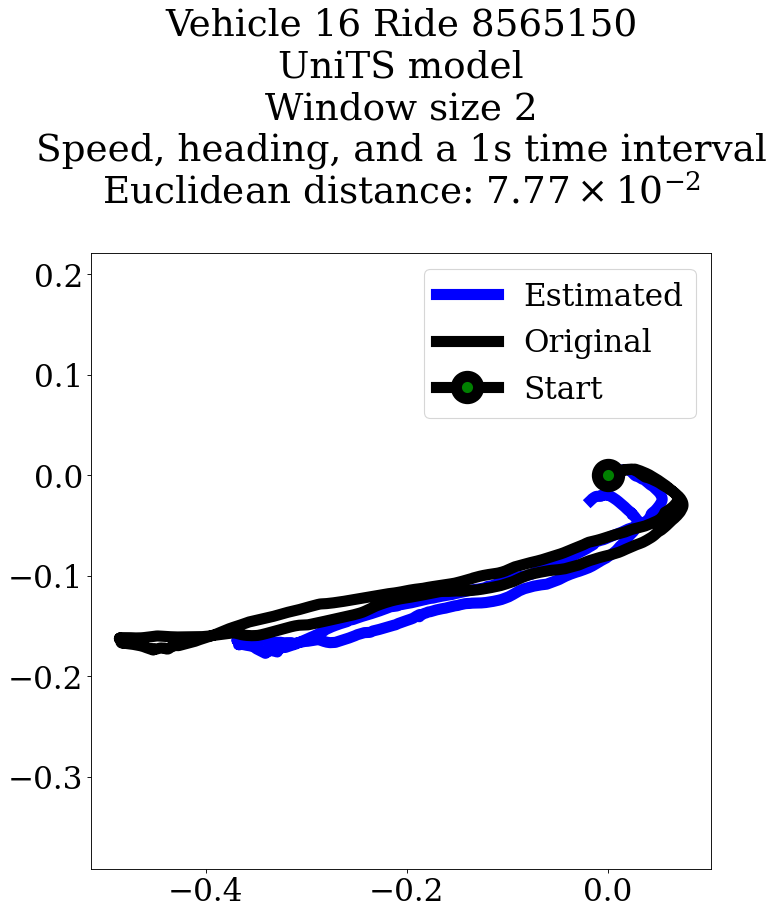 Vehicle 16 Ride 8565150
UniTS model
Window size 2
Speed, heading, and a 1s time interval
Euclidean distance: 7.77 × 10⁻²
Estimated
Original
Start
0.2
0.1
0.0
−0.1
−0.2
−0.3
−0.4
−0.2
0.0